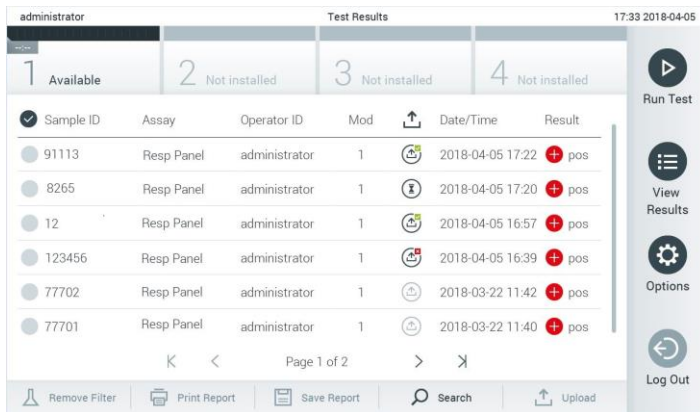 administrator Test Results 17:33 2018-04-05
--:--
1 Available 2 Not installed 3 Not installed 4 Not installed
Run Test
Sample ID Assay Operator ID Mod Date/Time Result
91113 Resp Panel administrator 1 2018-04-05 17:22 pos
8265 Resp Panel administrator 1 2018-04-05 17:20 pos
View
Results
12 Resp Panel administrator 1 2018-04-05 16:57 pos
123456 Resp Panel administrator 1 2018-04-05 16:39 pos
Options
77702 Resp Panel administrator 1 2018-03-22 11:42 pos
77701 Resp Panel administrator 1 2018-03-22 11:40 pos
Page 1 of 2
Log Out
Remove Filter Print Report Save Report Search Upload